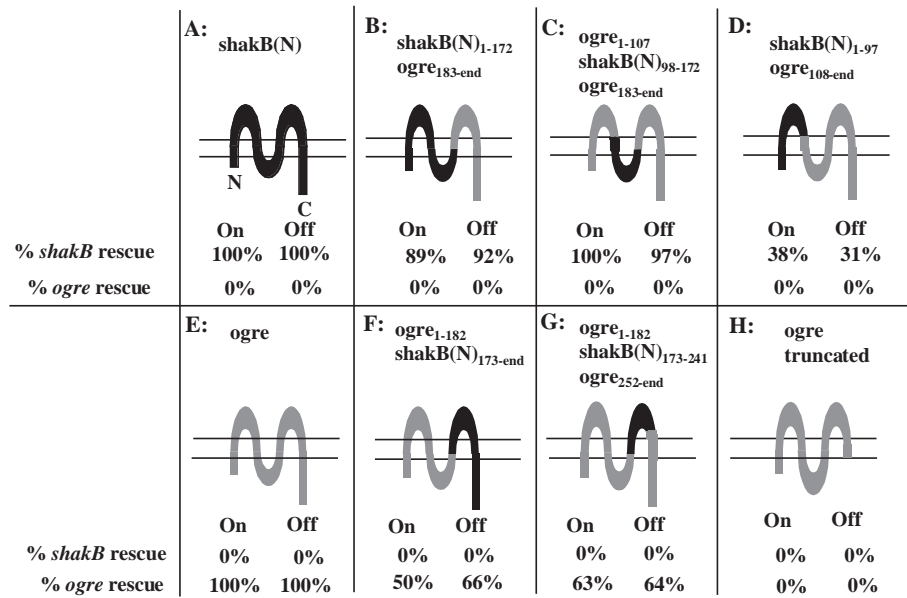 A: shakB(N)
N
C
On Off
100% 100%
0% 0%
B: shakB(N)1-172
ogre183-end
On Off
89% 92%
0% 0%
C: ogre1-107
shakB(N)98-172
ogre183-end
On Off
100% 97%
0% 0%
D: shakB(N)1-97
ogre108-end
On Off
38% 31%
0% 0%
% shakB rescue
% ogre rescue
E: ogre
On Off
0% 0%
100% 100%
F: ogre1-182
shakB(N)173-end
On Off
0% 0%
50% 66%
G: ogre1-182
shakB(N)173-241
ogre252-end
On Off
0% 0%
63% 64%
H: ogre
truncated
On Off
0% 0%
0% 0%
% shakB rescue
% ogre rescue